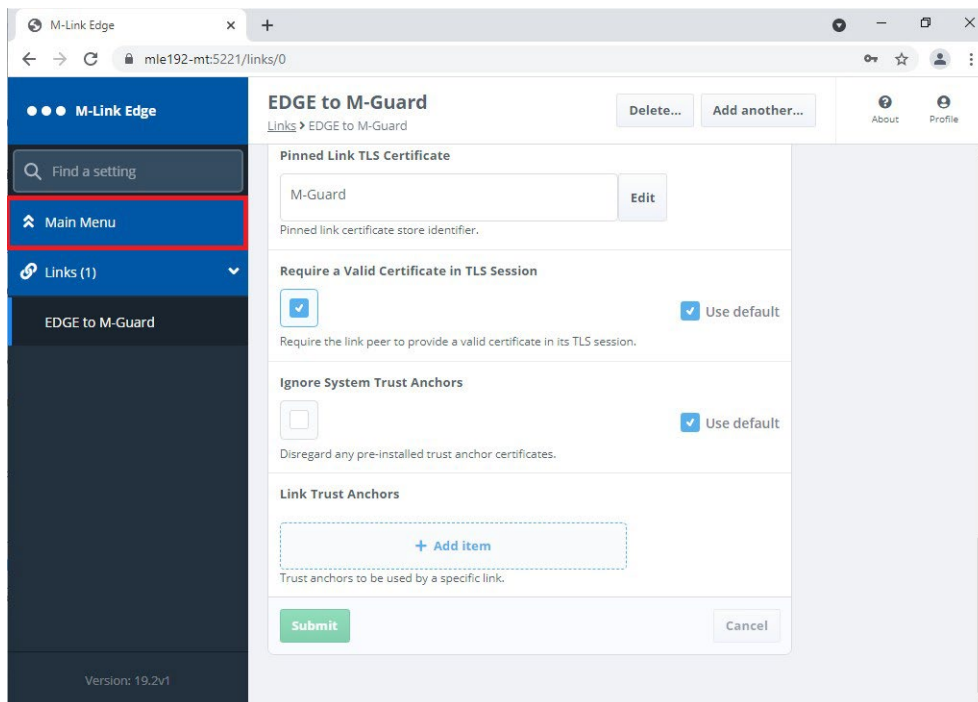 M-Link Edge
mle192-mt:5221/links/0
M-Link Edge
EDGE to M-Guard
Links > EDGE to M-Guard
Delete...
Add another...
About
Profile
Find a setting
Main Menu
Links (1)
EDGE to M-Guard
Version: 19.2v1
Pinned Link TLS Certificate
M-Guard
Edit
Pinned link certificate store identifier.
Require a Valid Certificate in TLS Session
Use default
Require the link peer to provide a valid certificate in its TLS session.
Ignore System Trust Anchors
Use default
Disregard any pre-installed trust anchor certificates.
Link Trust Anchors
+ Add item
Trust anchors to be used by a specific link.
Submit
Cancel